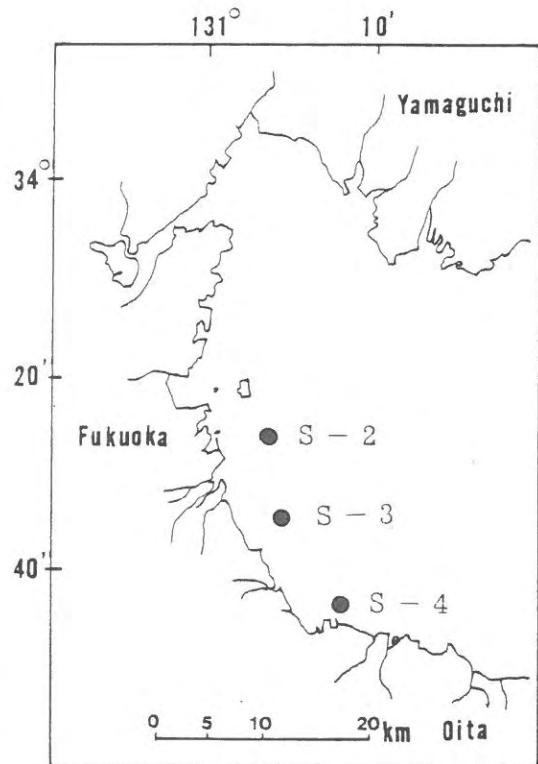 131° 10'
Yamaguchi
34°
20'
Fukuoka
S - 2
S - 3
40'
S - 4
0 5 10 20 km Oita